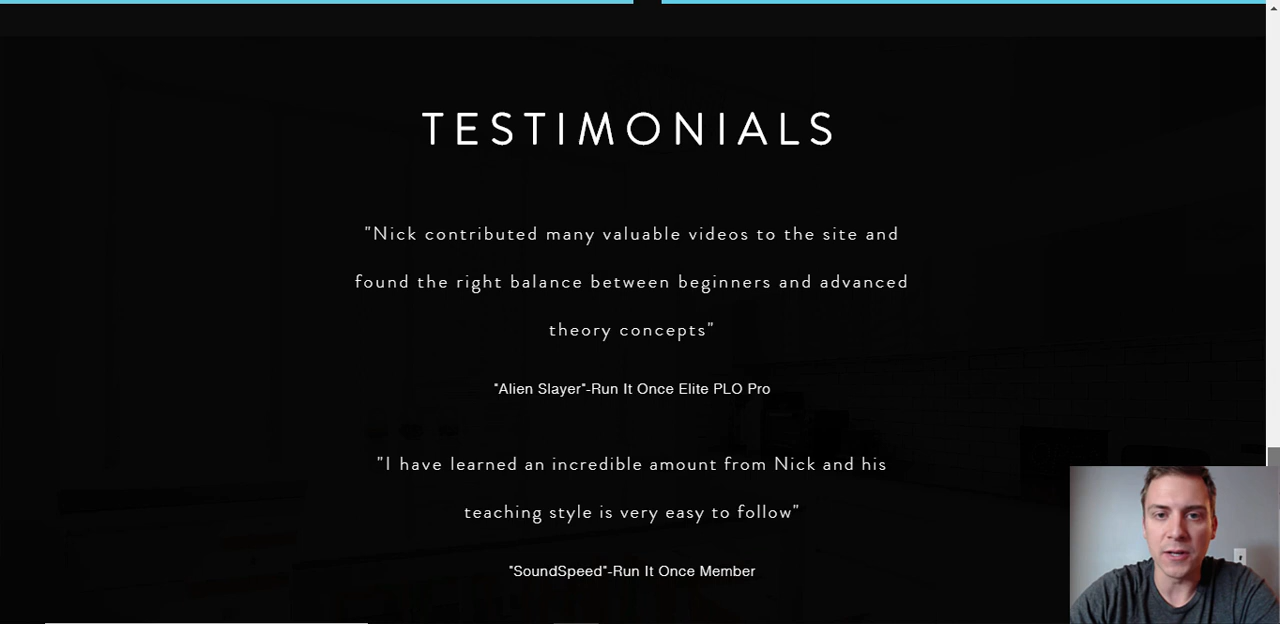 TESTIMONIALS
"Nick contributed many valuable videos to the site and
found the right balance between beginners and advanced
theory concepts"
"Alien Slayer"-Run It Once Elite PLO Pro
"I have learned an incredible amount from Nick and his
teaching style is very easy to follow"
"SoundSpeed"-Run It Once Member